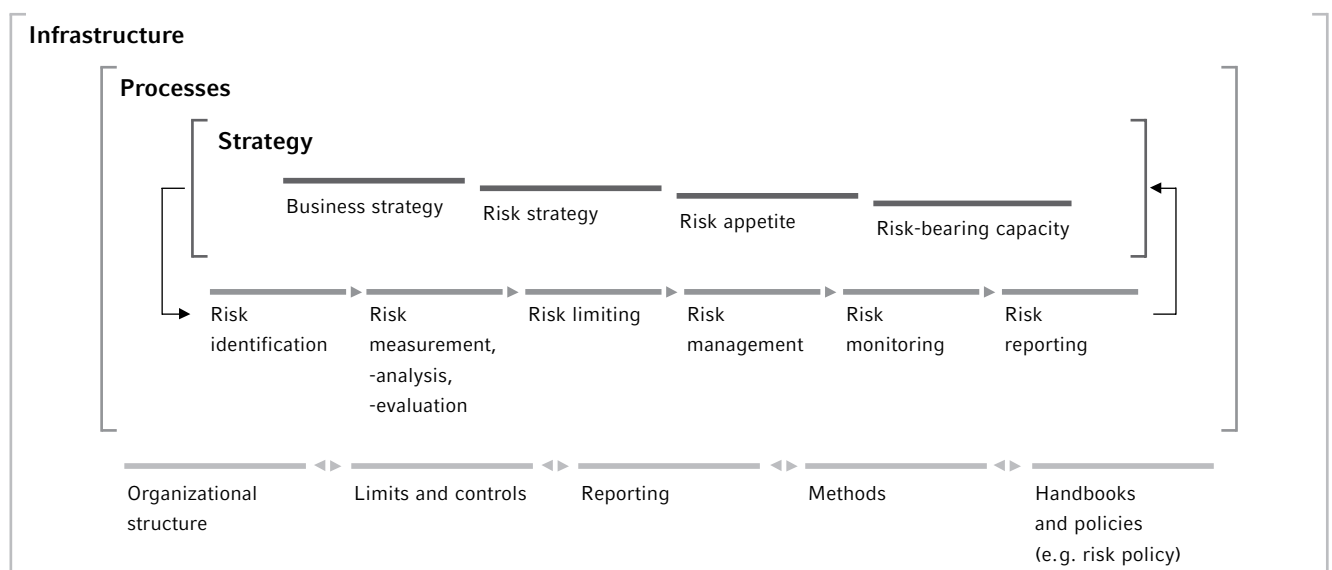 Infrastructure
Processes
Strategy
Business strategy
Risk strategy
Risk appetite
Risk-bearing capacity
Risk
identification
Risk
measurement,
-analysis,
-evaluation
Risk limiting
Risk
management
Risk
monitoring
Risk
reporting
Organizational
structure
Limits and controls
Reporting
Methods
Handbooks
and policies
(e.g. risk policy)